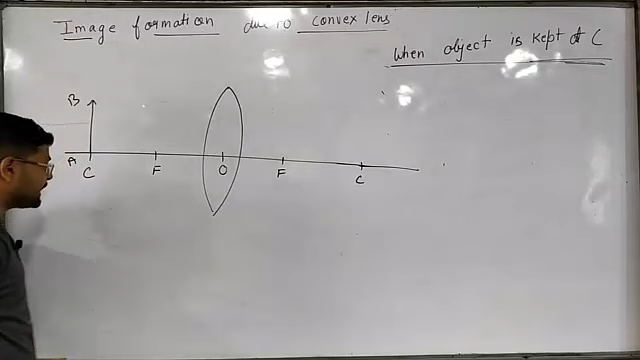 Image formation due to convex lens
when object is kept at C
B
A
C F O F C